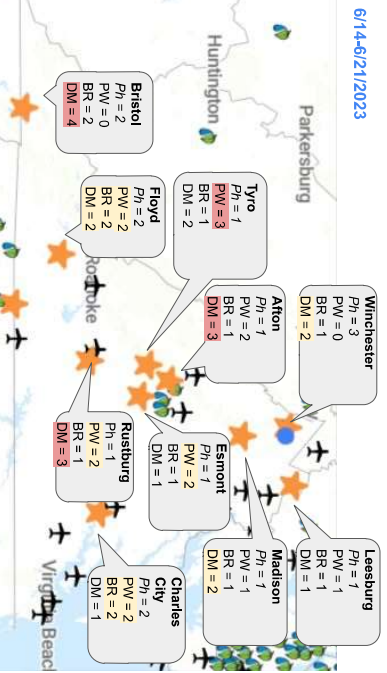 6/14-6/21/2023
Parkersburg
Huntington
Roanoke
Virginia Beach
Winchester
Ph = 3
PW = 0
BR = 1
DM = 2
Leesburg
Ph = 1
PW = 1
BR = 1
DM = 1
Tyro
Ph = 1
PW = 3
BR = 1
DM = 2
Afton
Ph = 1
PW = 2
BR = 1
DM = 3
Madison
Ph = 1
PW = 1
BR = 1
DM = 2
Esmont
Ph = 1
PW = 2
BR = 1
DM = 1
Bristol
Ph = 2
PW = 0
BR = 2
DM = 4
Floyd
Ph = 2
PW = 2
BR = 2
DM = 2
Rustburg
Ph = 1
PW = 2
BR = 1
DM = 3
Charles
City
Ph = 2
PW = 2
BR = 2
DM = 1